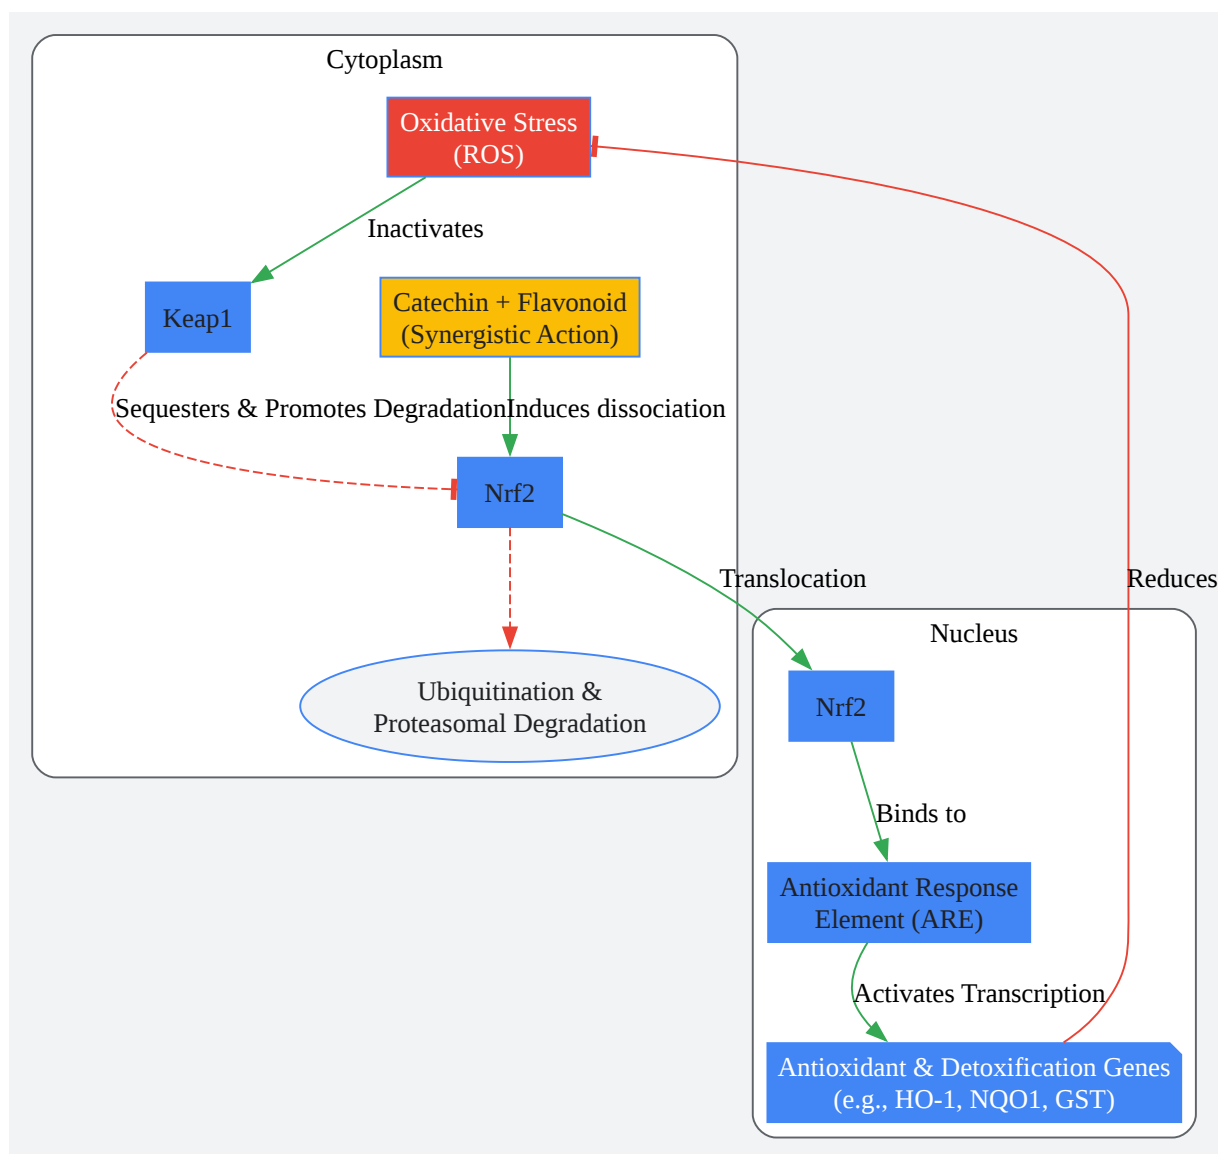 Cytoplasm
Oxidative Stress
(ROS)
Inactivates
Keap1
Catechin + Flavonoid
(Synergistic Action)
Sequesters & Promotes Degradation
Induces dissociation
Nrf2
Translocation
Reduces
Ubiquitination &
Proteasomal Degradation
Nucleus
Nrf2
Binds to
Antioxidant Response
Element (ARE)
Activates Transcription
Antioxidant & Detoxification Genes
(e.g., HO-1, NQO1, GST)